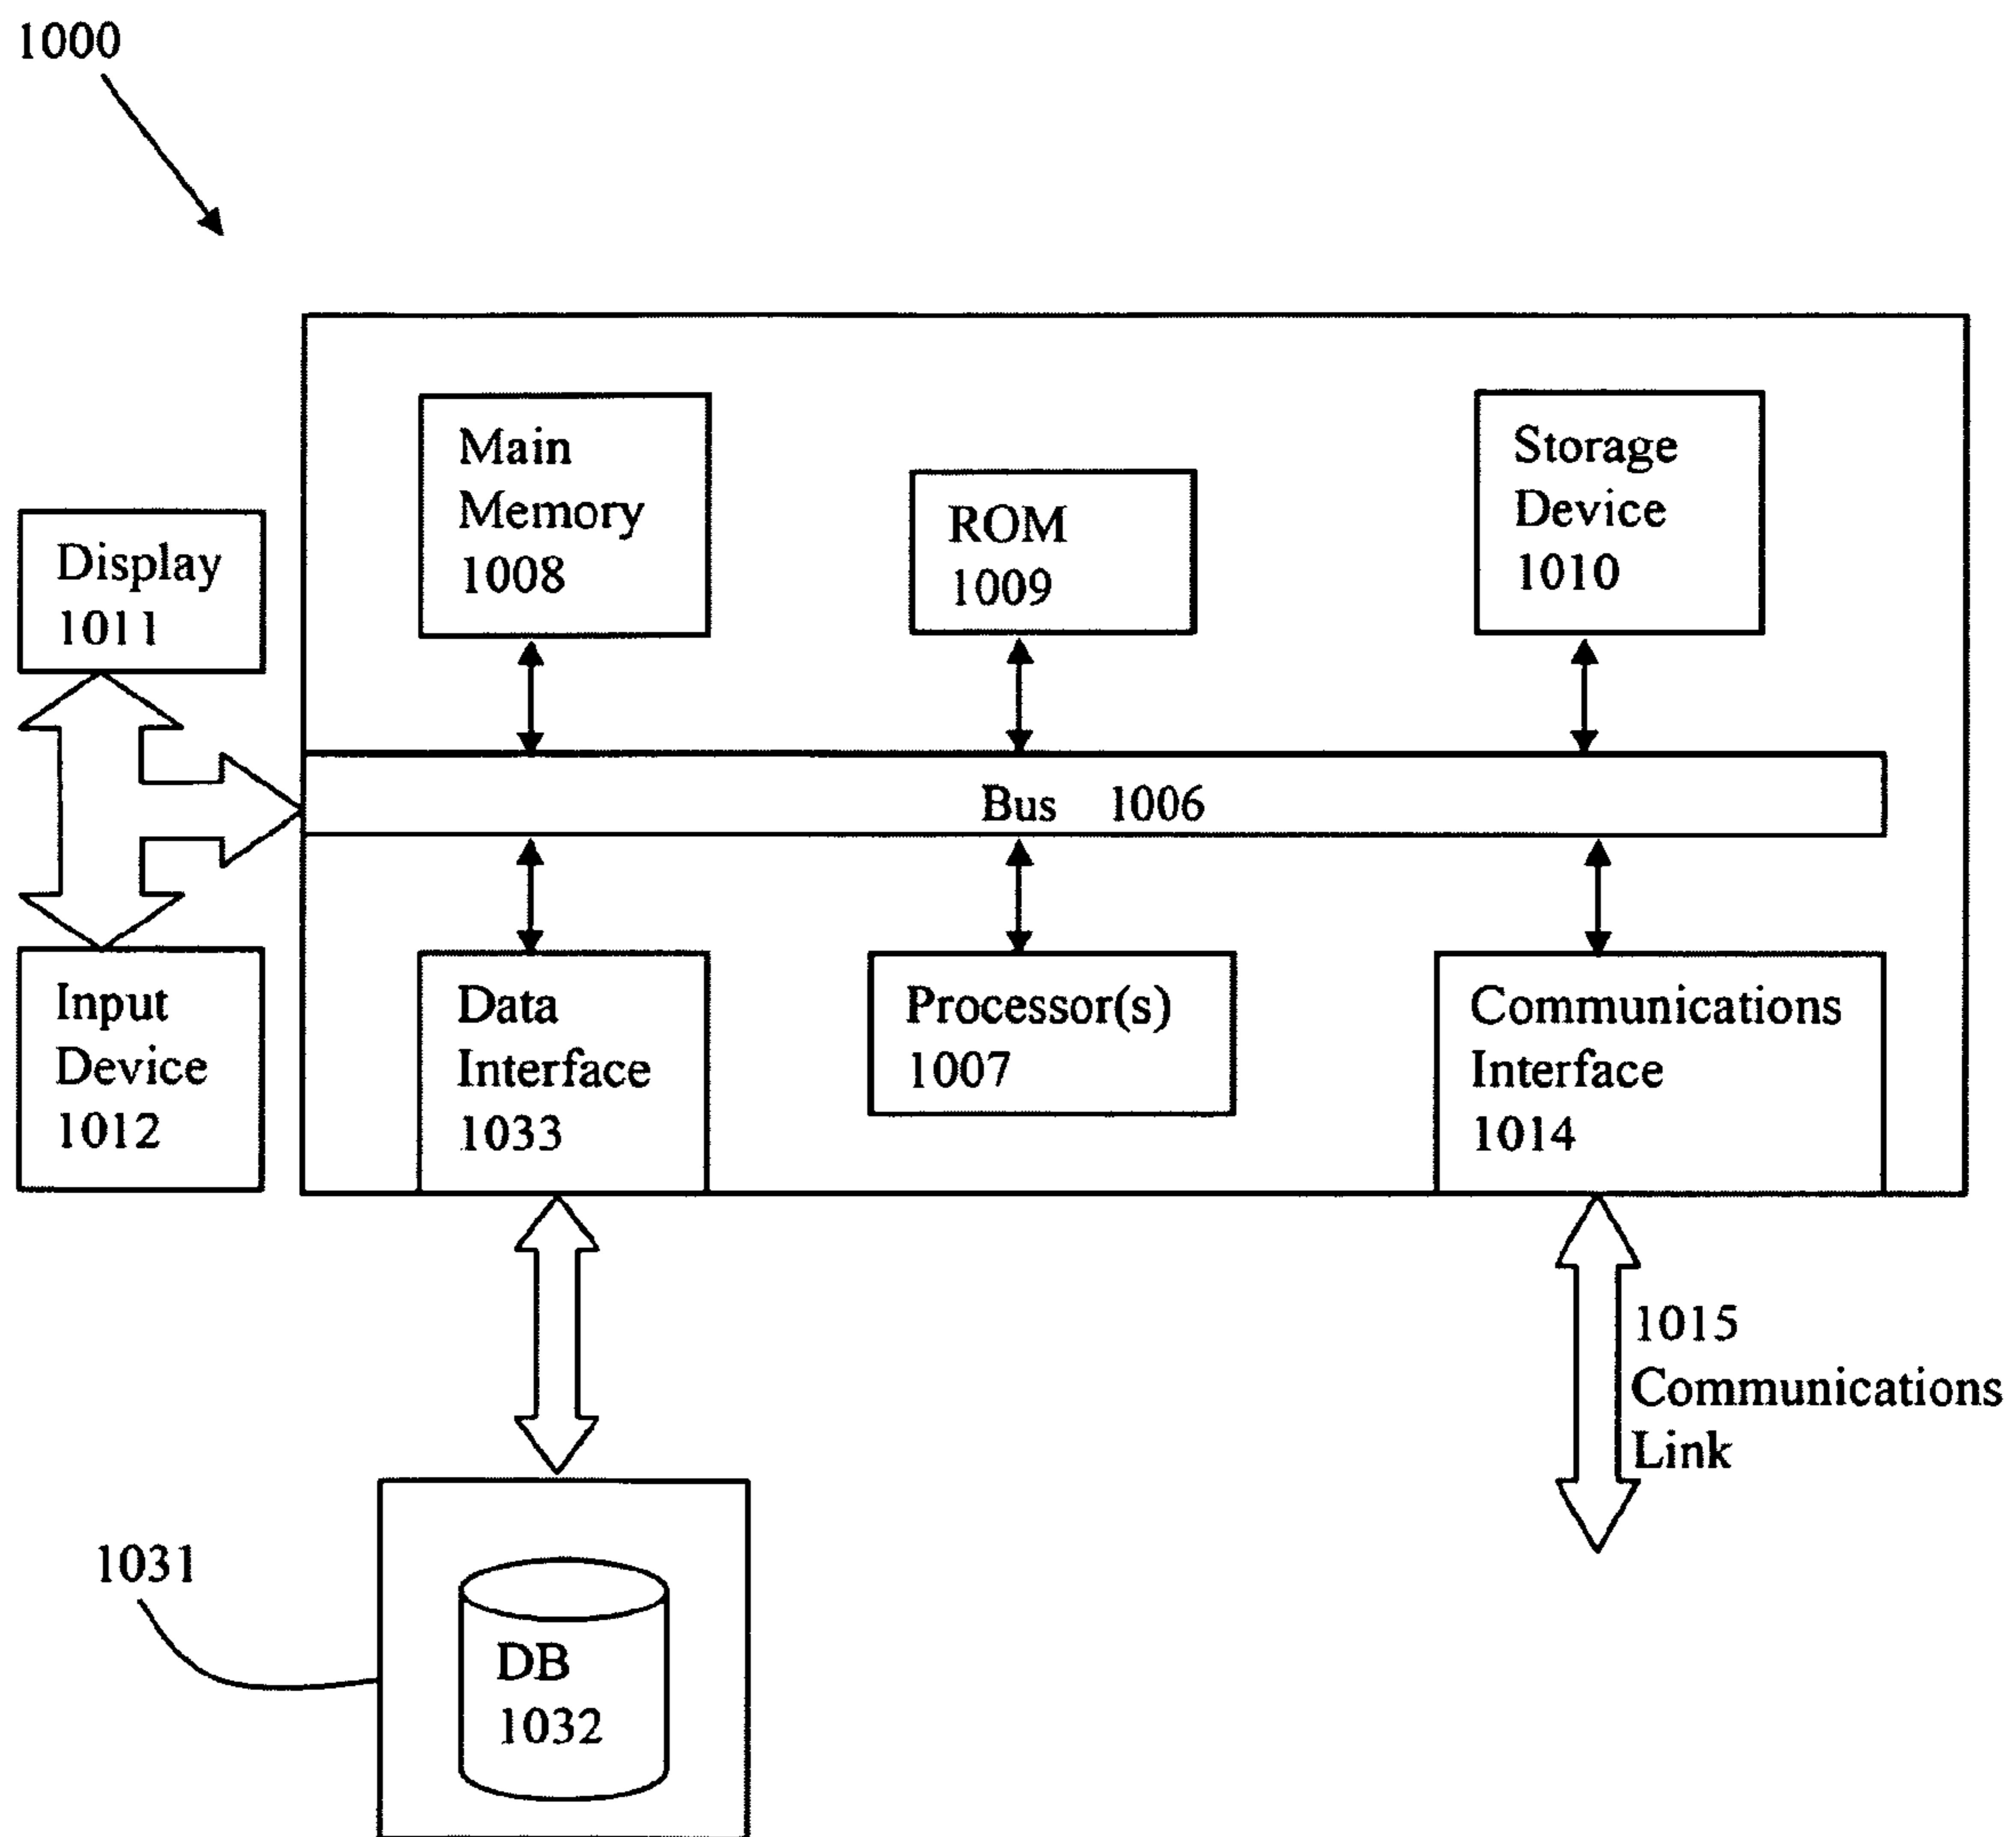 1000
Main
Memory
1008
ROM
1009
Storage
Device
1010
Display
1011
Bus 1006
Input
Device
1012
Data
Interface
1033
Processor(s)
1007
Communications
Interface
1014
1015
Communications
Link
1031
DB
1032